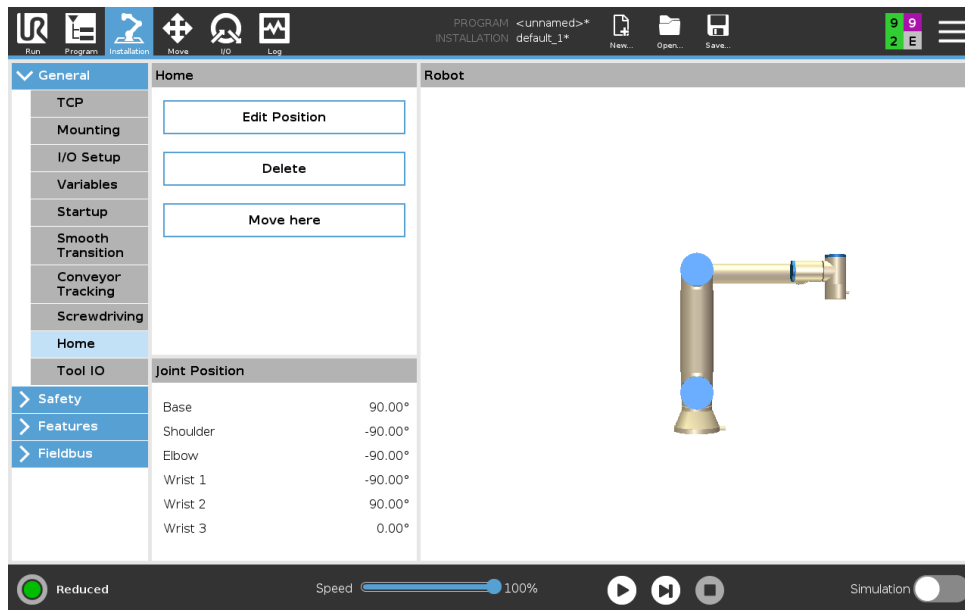 PROGRAM <unnamed>*
INSTALLATION default_1*
Run
Program
Installation
Move
I/O
Log
New...
Open...
Save...
9 9
2 E
General
TCP
Mounting
I/O Setup
Variables
Startup
Smooth
Transition
Conveyor
Tracking
Screwdriving
Home
Tool IO
Safety
Features
Fieldbus
Home
Edit Position
Delete
Move here
Joint Position
Base 90.00°
Shoulder -90.00°
Elbow -90.00°
Wrist 1 -90.00°
Wrist 2 90.00°
Wrist 3 0.00°
Robot
Reduced
Speed 100%
Simulation